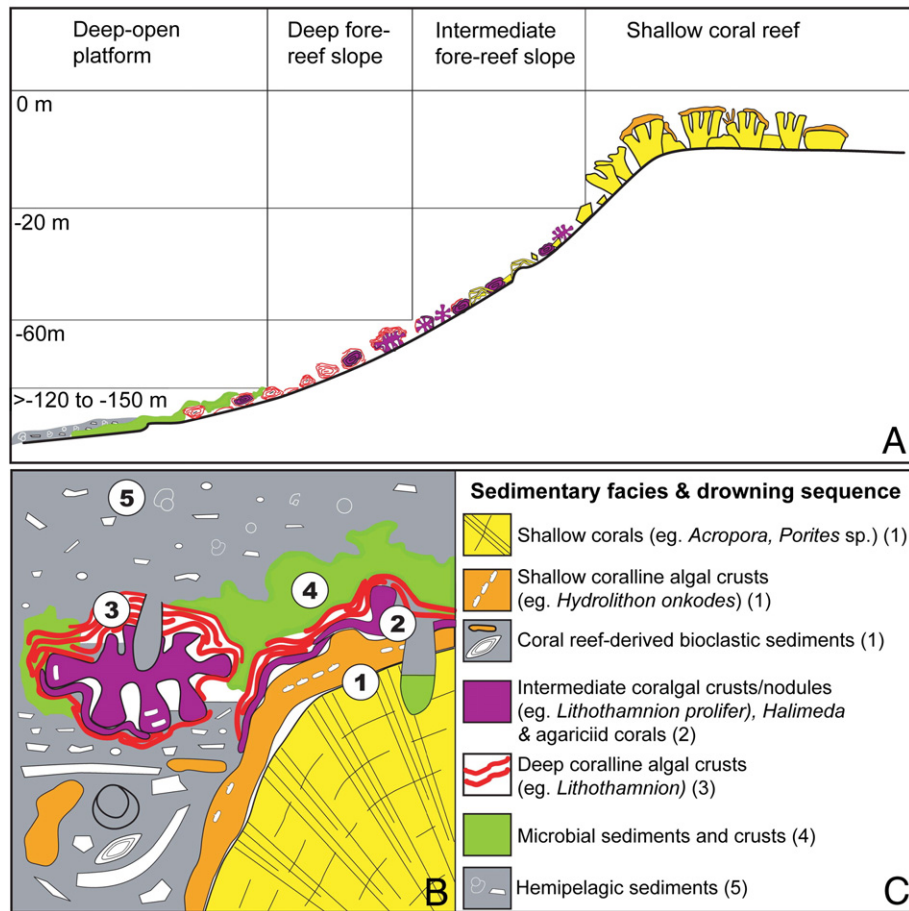 Deep-open
platform
Deep fore-
reef slope
Intermediate
fore-reef slope
Shallow coral reef
0 m
-20 m
-60m
>-120 to -150 m
A
5
3
4
2
1
B
Sedimentary facies & drowning sequence
Shallow corals (eg. Acropora, Porites sp.) (1)
Shallow coralline algal crusts
(eg. Hydrolithon onkodes) (1)
Coral reef-derived bioclastic sediments (1)
Intermediate coralgal crusts/nodules
(eg. Lithothamnion prolifer), Halimeda
& agariciid corals (2)
Deep coralline algal crusts
(eg. Lithothamnion) (3)
Microbial sediments and crusts (4)
Hemipelagic sediments (5)
C